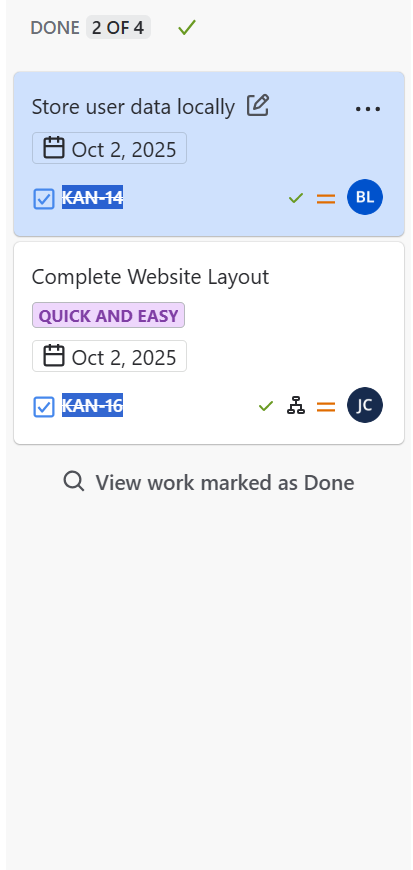 DONE 2 OF 4
Store user data locally
Oct 2, 2025
KAN-14
BL
Complete Website Layout
QUICK AND EASY
Oct 2, 2025
KAN-16
JC
View work marked as Done